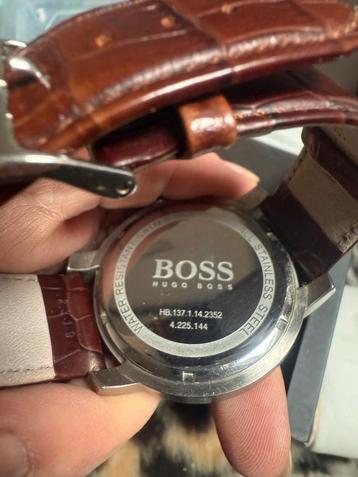 BOSS
HUGO BOSS
HB.137.1.14.2352
4.225.144
WATER RESISTANT
STAINLESS STEEL